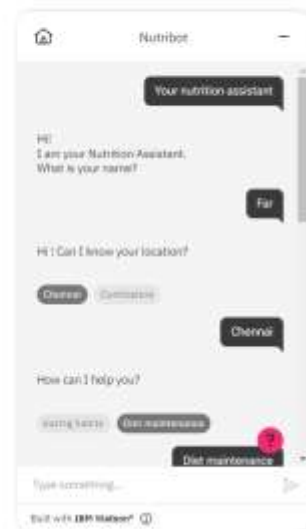 Nutribot
Your nutrition assistant
Hi!
I am your Nutrition Assistant.
What is your name?
Far
Hi ! Can I know your location?
Chennai Coimbatore
Chennai
How can I help you?
Eating habits Diet maintenance
?
Diet maintenance
Type something...
Built with IBM Watson® ⓘ